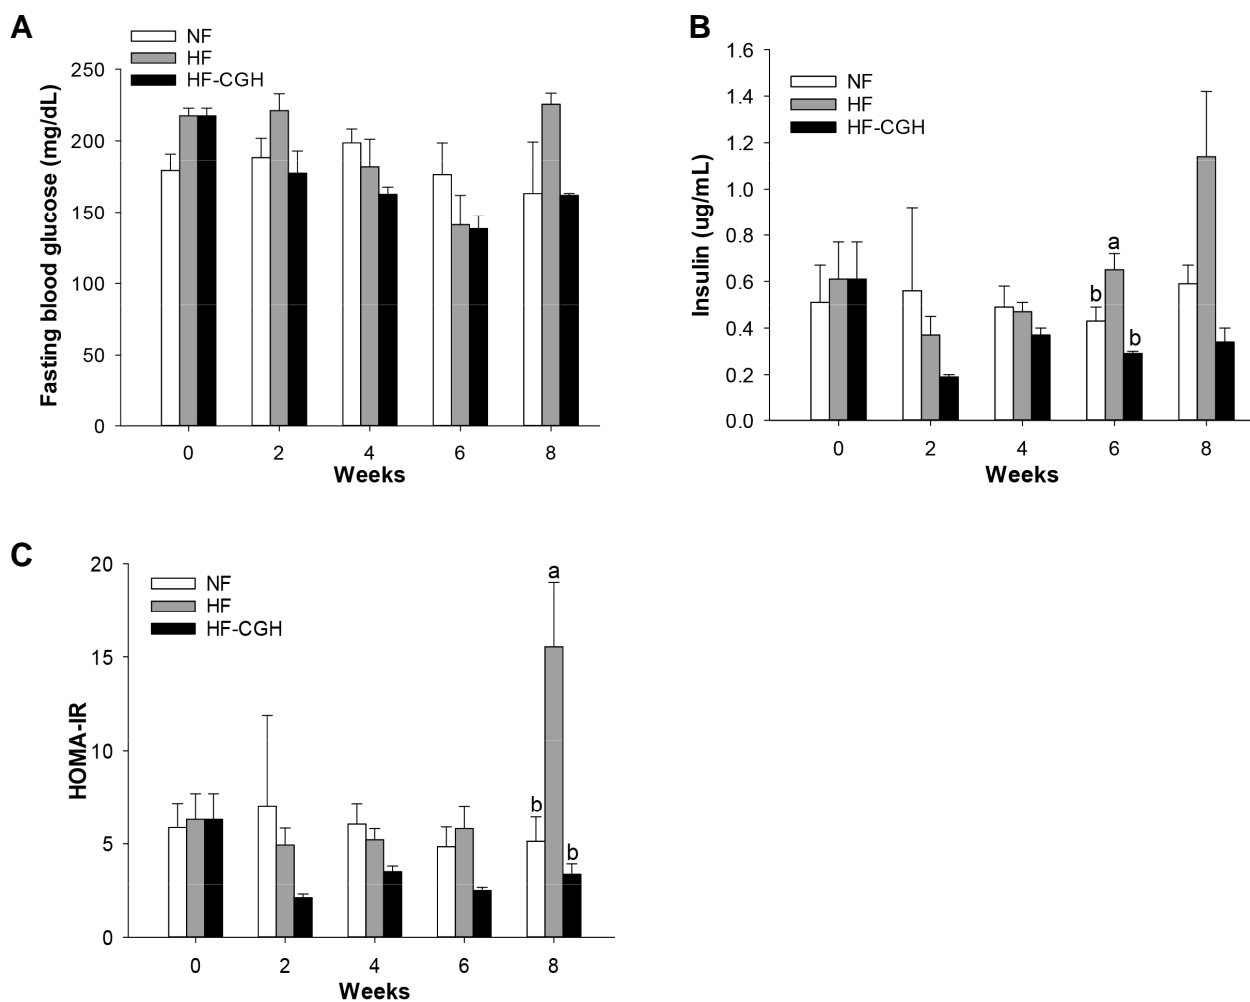 A
NF
HF
HF-CGH
Fasting blood glucose (mg/dL)
250
200
150
100
50
0
0 2 4 6 8
Weeks
B
NF
HF
HF-CGH
Insulin (ug/mL)
1.6
1.4
1.2
1.0
0.8
0.6
0.4
0.2
0.0
b a b
0 2 4 6 8
Weeks
C
NF
HF
HF-CGH
HOMA-IR
20
15
10
5
0
b a b
0 2 4 6 8
Weeks